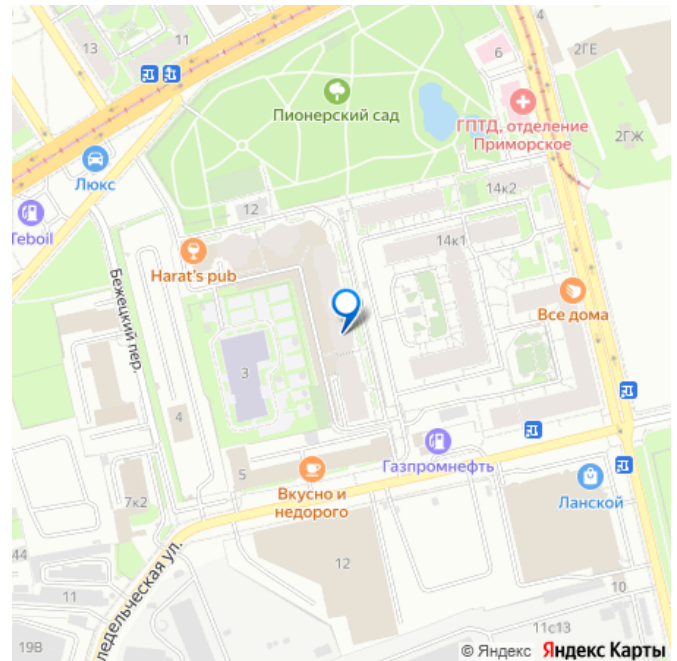 4
11
13
6
2ГЕ
Пионерский сад
ГПТД, отделение
Приморское
2ГЖ
Люкс
14к2
12
Teboil
14к1
Harat's pub
Бежецкий пер.
Все дома
3
4
Газпромнефть
5
Вкусно и
недорого
Ланской
7к2
44
12
ледельческая ул.
10
11
11с13
19В
© Яндекс Яндекс Карты